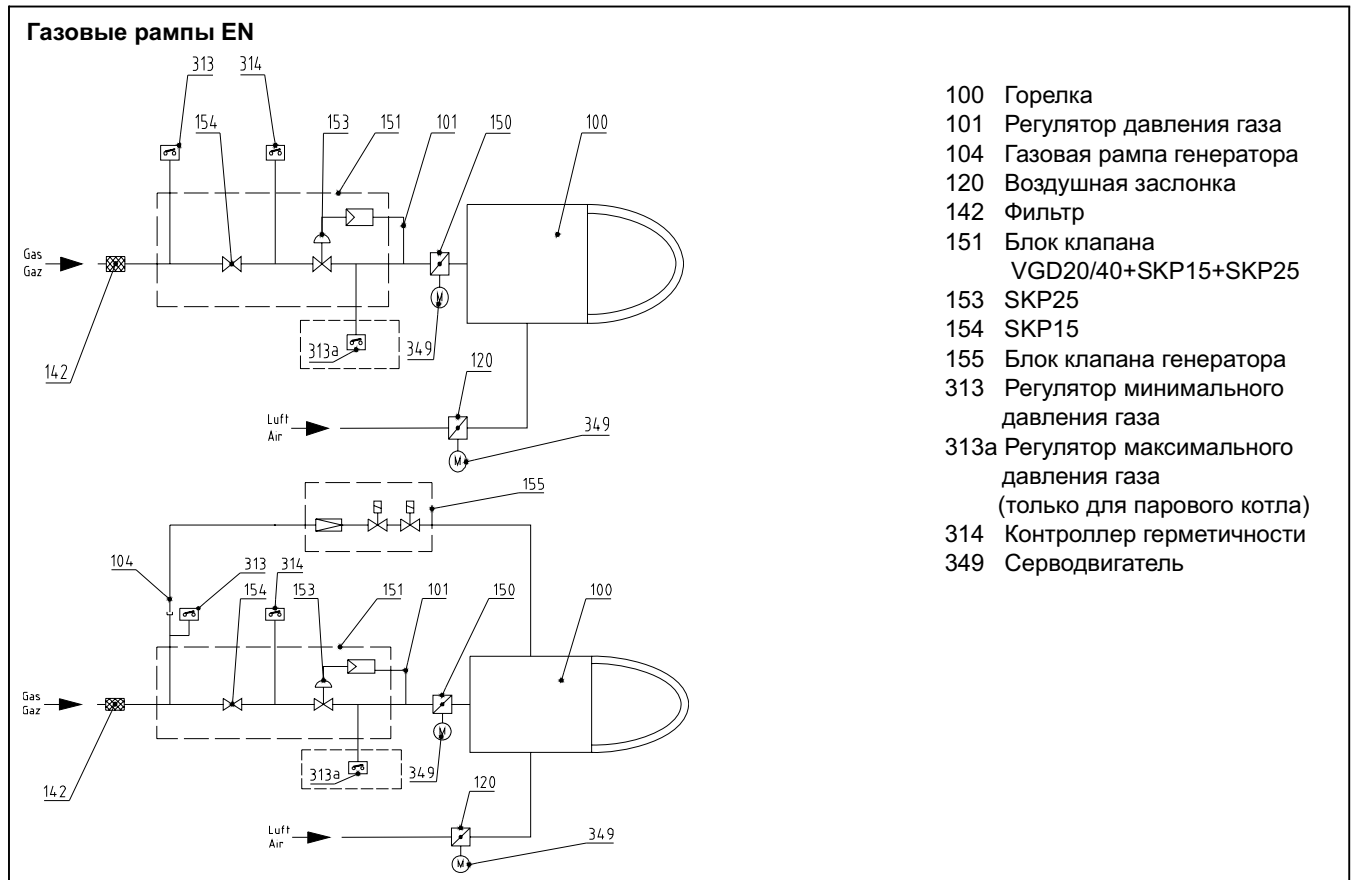 Газовые рампы EN
313 314
154 153 151 101 150 100
Gas
Gaz
313a 349
142
120
Luft
Air
349
M
M
155
104 313 314
154 153 151 101 150 100
Gas
Gaz
313a 349
142
120
Luft
Air
349
M
M
100 Горелка
101 Регулятор давления газа
104 Газовая рампа генератора
120 Воздушная заслонка
142 Фильтр
151 Блок клапана
VGD20/40+SKP15+SKP25
153 SKP25
154 SKP15
155 Блок клапана генератора
313 Регулятор минимального
давления газа
313a Регулятор максимального
давления газа
(только для парового котла)
314 Контроллер герметичности
349 Серводвигатель